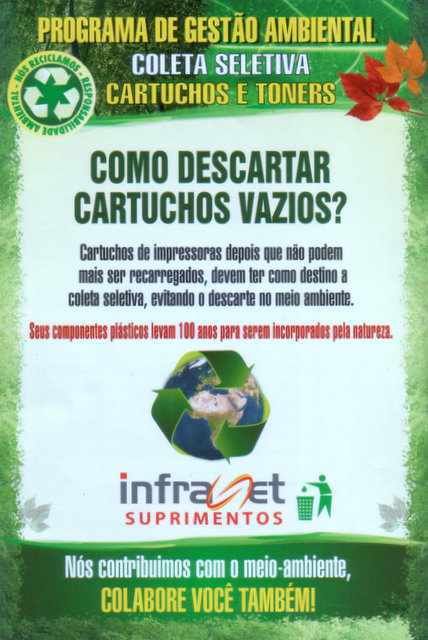 PROGRAMA DE GESTÃO AMBIENTAL
COLETA SELETIVA
CARTUCHOS E TONERS
NÓS RECICLAMOS - RESPONSABILIDADE AMBIENTAL -
COMO DESCARTAR
CARTUCHOS VAZIOS?
Cartuchos de impressoras depois que não podem
mais ser recarregados, devem ter como destino a
coleta seletiva, evitando o descarte no meio ambiente.
Seus componentes plásticos levam 100 anos para serem incorporados pela natureza.
infranet
SUPRIMENTOS
Nós contribuimos com o meio-ambiente,
COLABORE VOCÊ TAMBÉM!